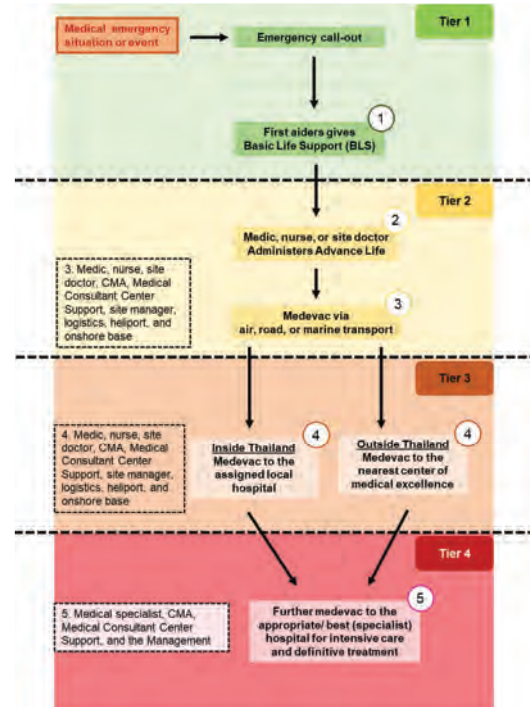 Tier 1
Medical emergency
situation or event
Emergency call-out
1
First aiders gives
Basic Life Support (BLS)
Tier 2
2
Medic, nurse, or site doctor
Administers Advance Life
3. Medic, nurse, site
doctor, CMA, Medical
Consultant Center
Support, site manager,
logistics, heliport, and
onshore base
3
Medevac via
air, road, or marine transport
Tier 3
4. Medic, nurse, site
doctor, CMA, Medical
Consultant Center
Support, site manager,
logistics, heliport, and
onshore base
4
Inside Thailand
Medevac to the
assigned local
hospital
4
Outside Thailand
Medevac to the
nearest center of
medical excellence
Tier 4
5. Medical specialist, CMA,
Medical Consultant Center
Support, and the Management
5
Further medevac to the
appropriate/ best (specialist)
hospital for intensive care
and definitive treatment